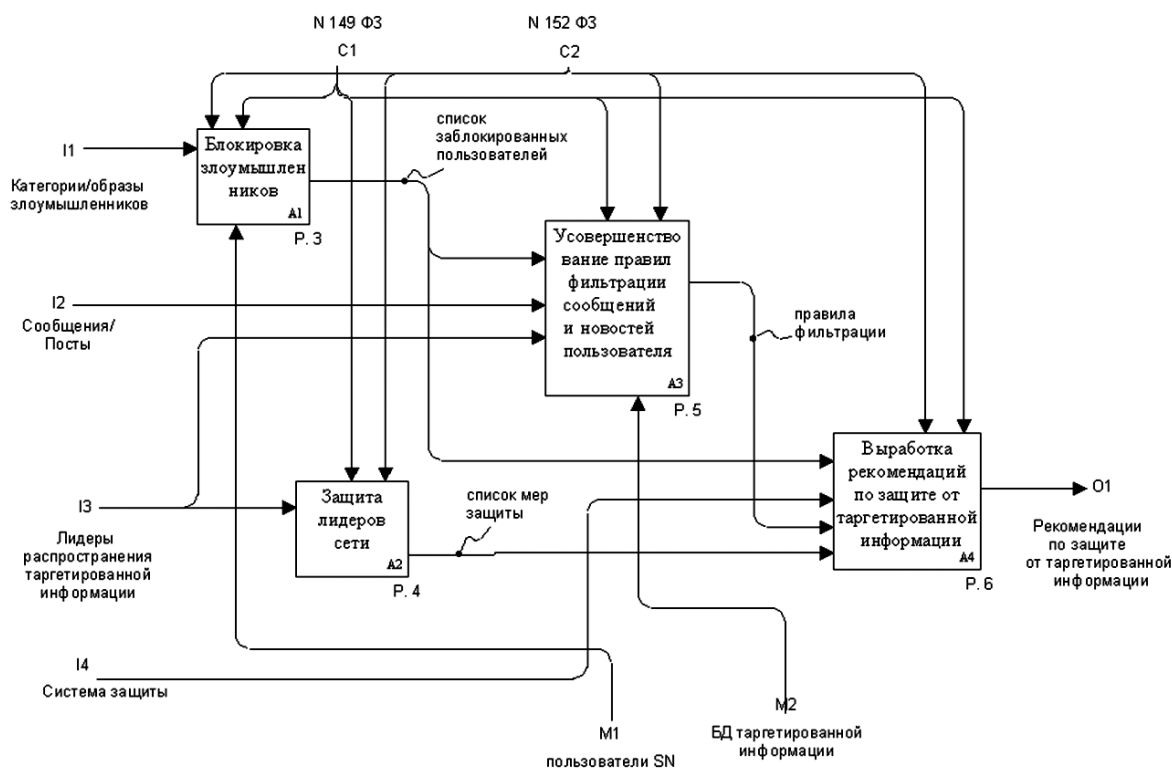 N 149 ФЗ
N 152 ФЗ
C1
C2
список
заблокированных
пользователей
Блокировка
злоумышлен
ников
A1
P. 3
I1
Категории/образы
злоумышленников
Усовершенство
вание правил
фильтрации
сообщений
и новостей
пользователя
A3
P. 5
I2
Сообщения/
Посты
правила
фильтрации
Выработка
рекомендаций
по защите от
таргетированной
информации
A4
P. 6
O1
Рекомендации
по защите
от таргетированной
информации
I3
Лидеры
распространения
таргетированной
информации
Защита
лидеров
сети
A2
P. 4
список мер
защиты
I4
Система защиты
M1
пользователи SN
M2
БД таргетированной
информации